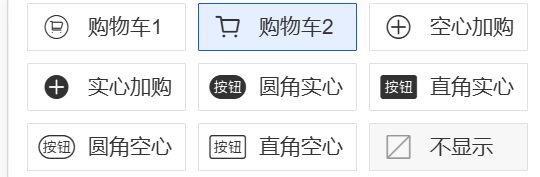 购物车1 购物车2 空心加购
实心加购 按钮 圆角实心 按钮 直角实心
按钮 圆角空心 按钮 直角空心 不显示